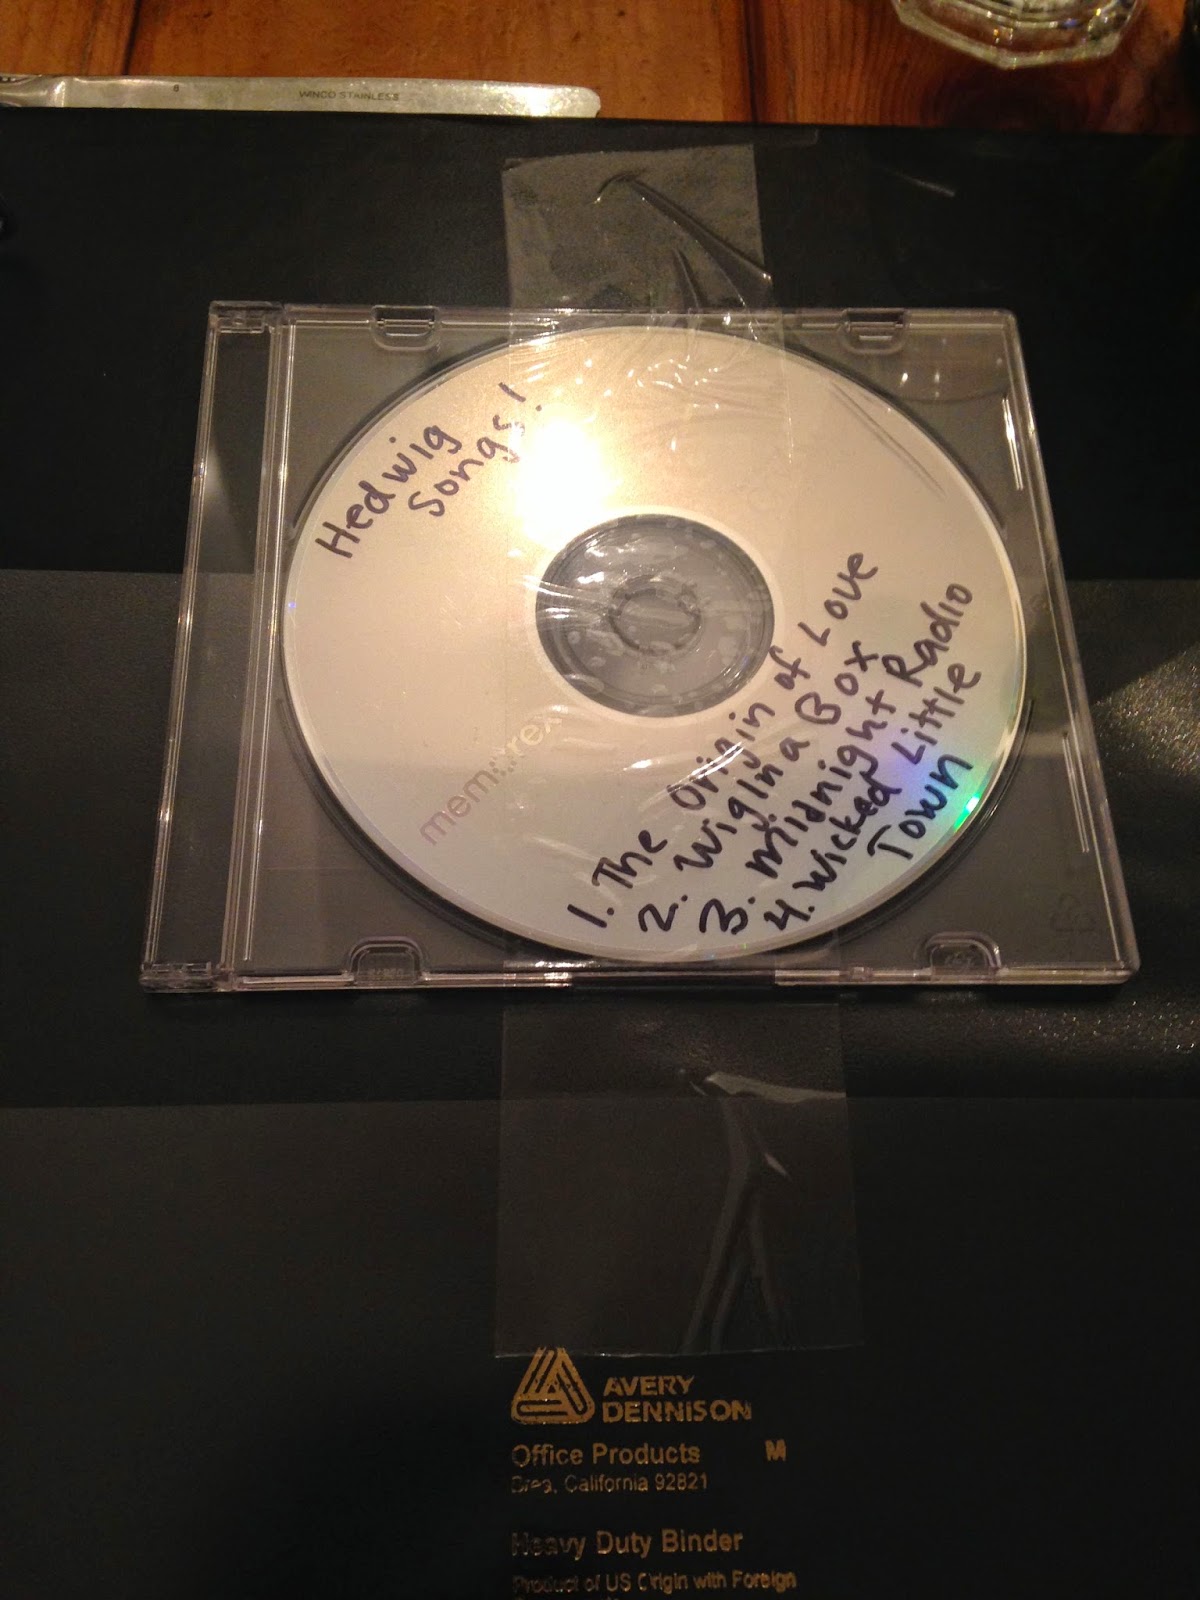 WINCO STAINLESS
Hedwig
Songs!
memorex
1. The Origin of Love
2. Wig In a Box
3. Midnight Radio
4. Wicked Little
Town
AVERY
DENNISON
Office Products M
Brea, California 92821
Heavy Duty Binder
Product of US Origin with Foreign